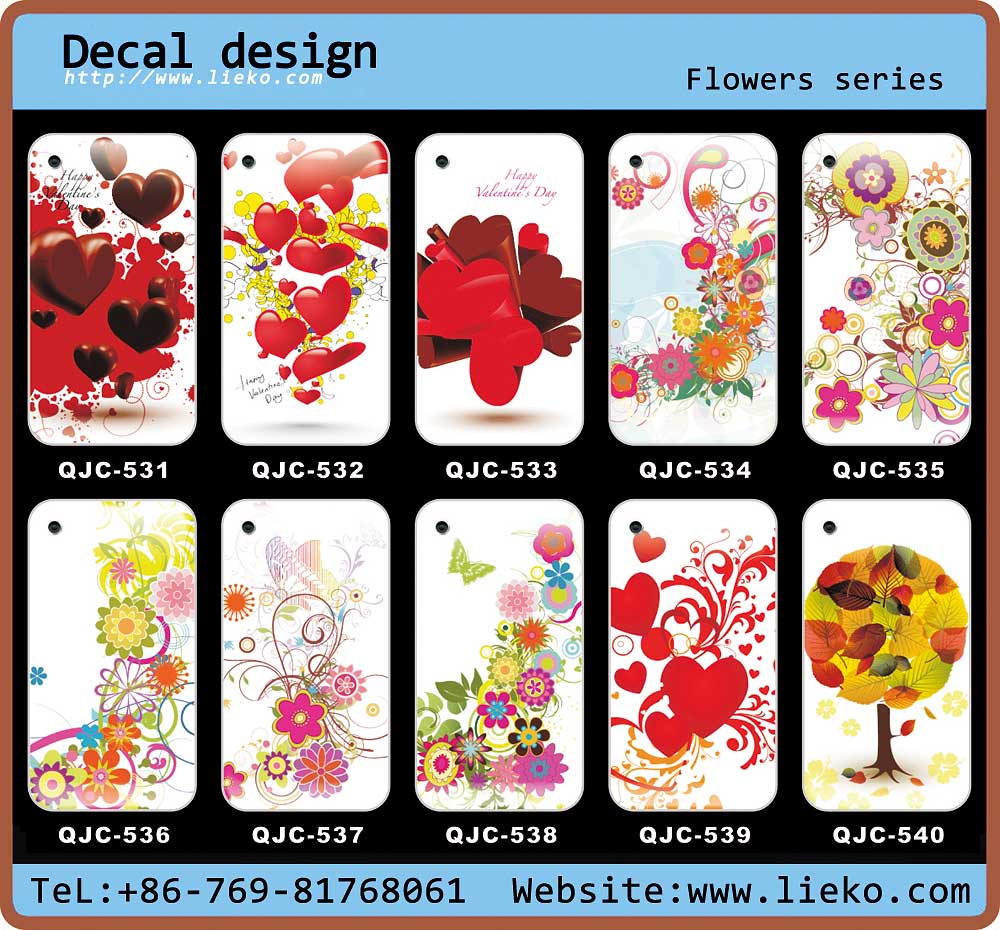 Decal design
http://www.lieko.com
Flowers series
Happy
Valentine's
Day
Happy
Valentine's Day
Happy
Valentine
Day
QJC-531 QJC-532 QJC-533 QJC-534 QJC-535
QJC-536 QJC-537 QJC-538 QJC-539 QJC-540
TeL:+86-769-81768061 Website:www.lieko.com